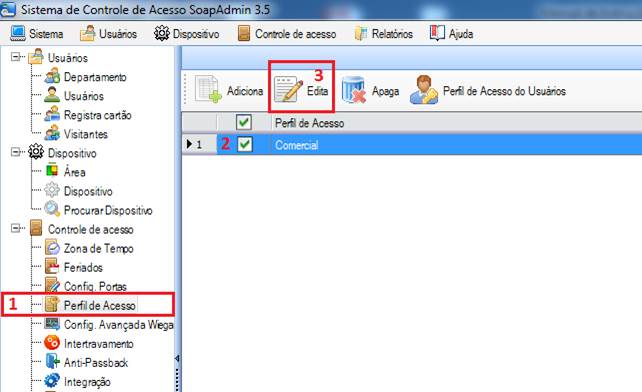 Sistema de Controle de Acesso SoapAdmin 3.5
Sistema Usuários Dispositivo Controle de acesso Relatórios Ajuda
Usuários
Departamento
Usuários
Registra cartão
Visitantes
Dispositivo
Área
Dispositivo
Procurar Dispositivo
Controle de acesso
Zona de Tempo
Feriados
Config. Portas
1 Perfil de Acesso
Config. Avançada Wiega
Intertravamento
Anti-Passback
Integração
3
Adiciona Edita Apaga Perfil de Acesso do Usuários
Perfil de Acesso
1 2 Comercial